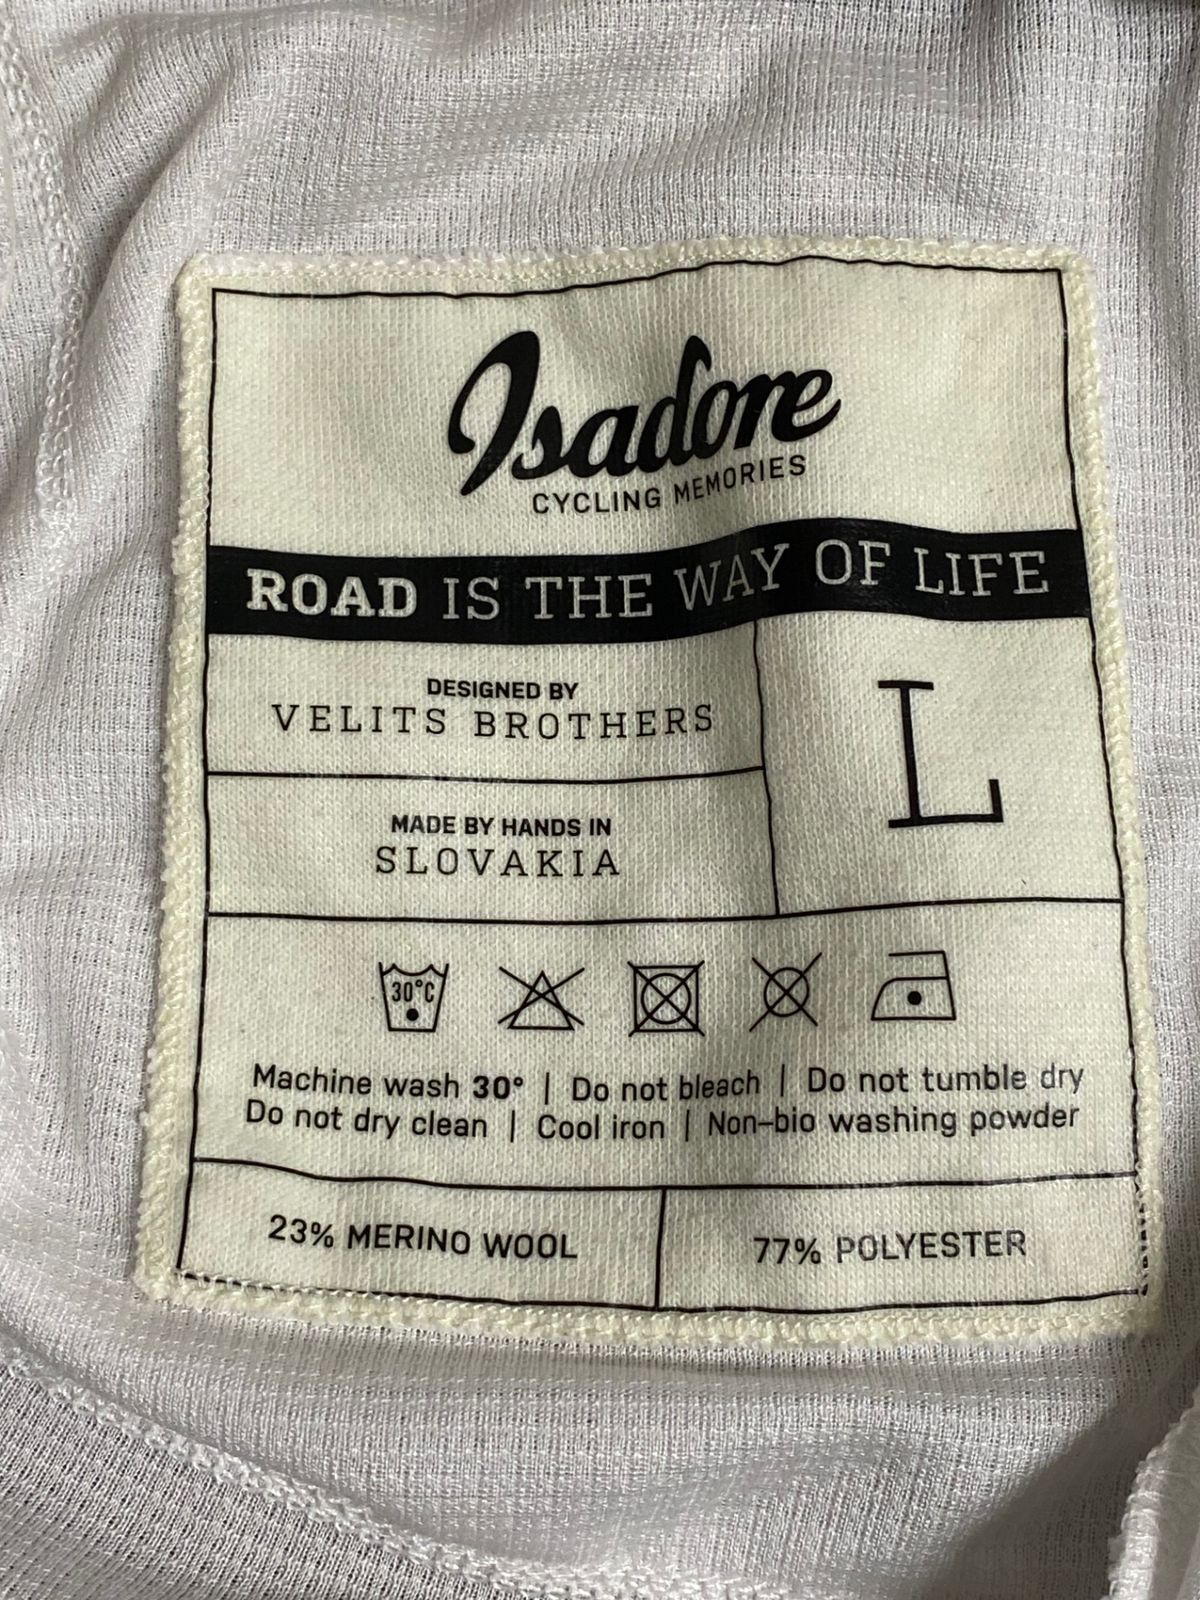 Isadore
CYCLING MEMORIES
ROAD IS THE WAY OF LIFE
DESIGNED BY
VELITS BROTHERS
L
MADE BY HANDS IN
SLOVAKIA
30°C
Machine wash 30° | Do not bleach | Do not tumble dry
Do not dry clean | Cool iron | Non-bio washing powder
23% MERINO WOOL
77% POLYESTER